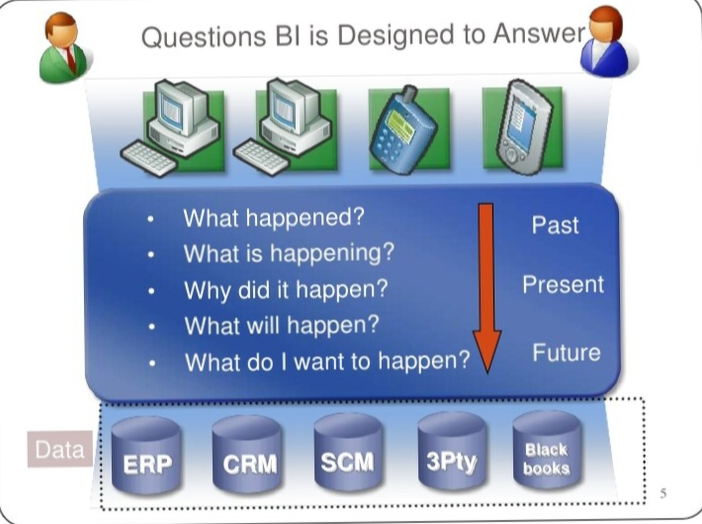 Questions BI is Designed to Answer
• What happened?
• What is happening?
• Why did it happen?
• What will happen?
• What do I want to happen?
Past
Present
Future
Data
ERP
CRM
SCM
3Pty
Black
books
5